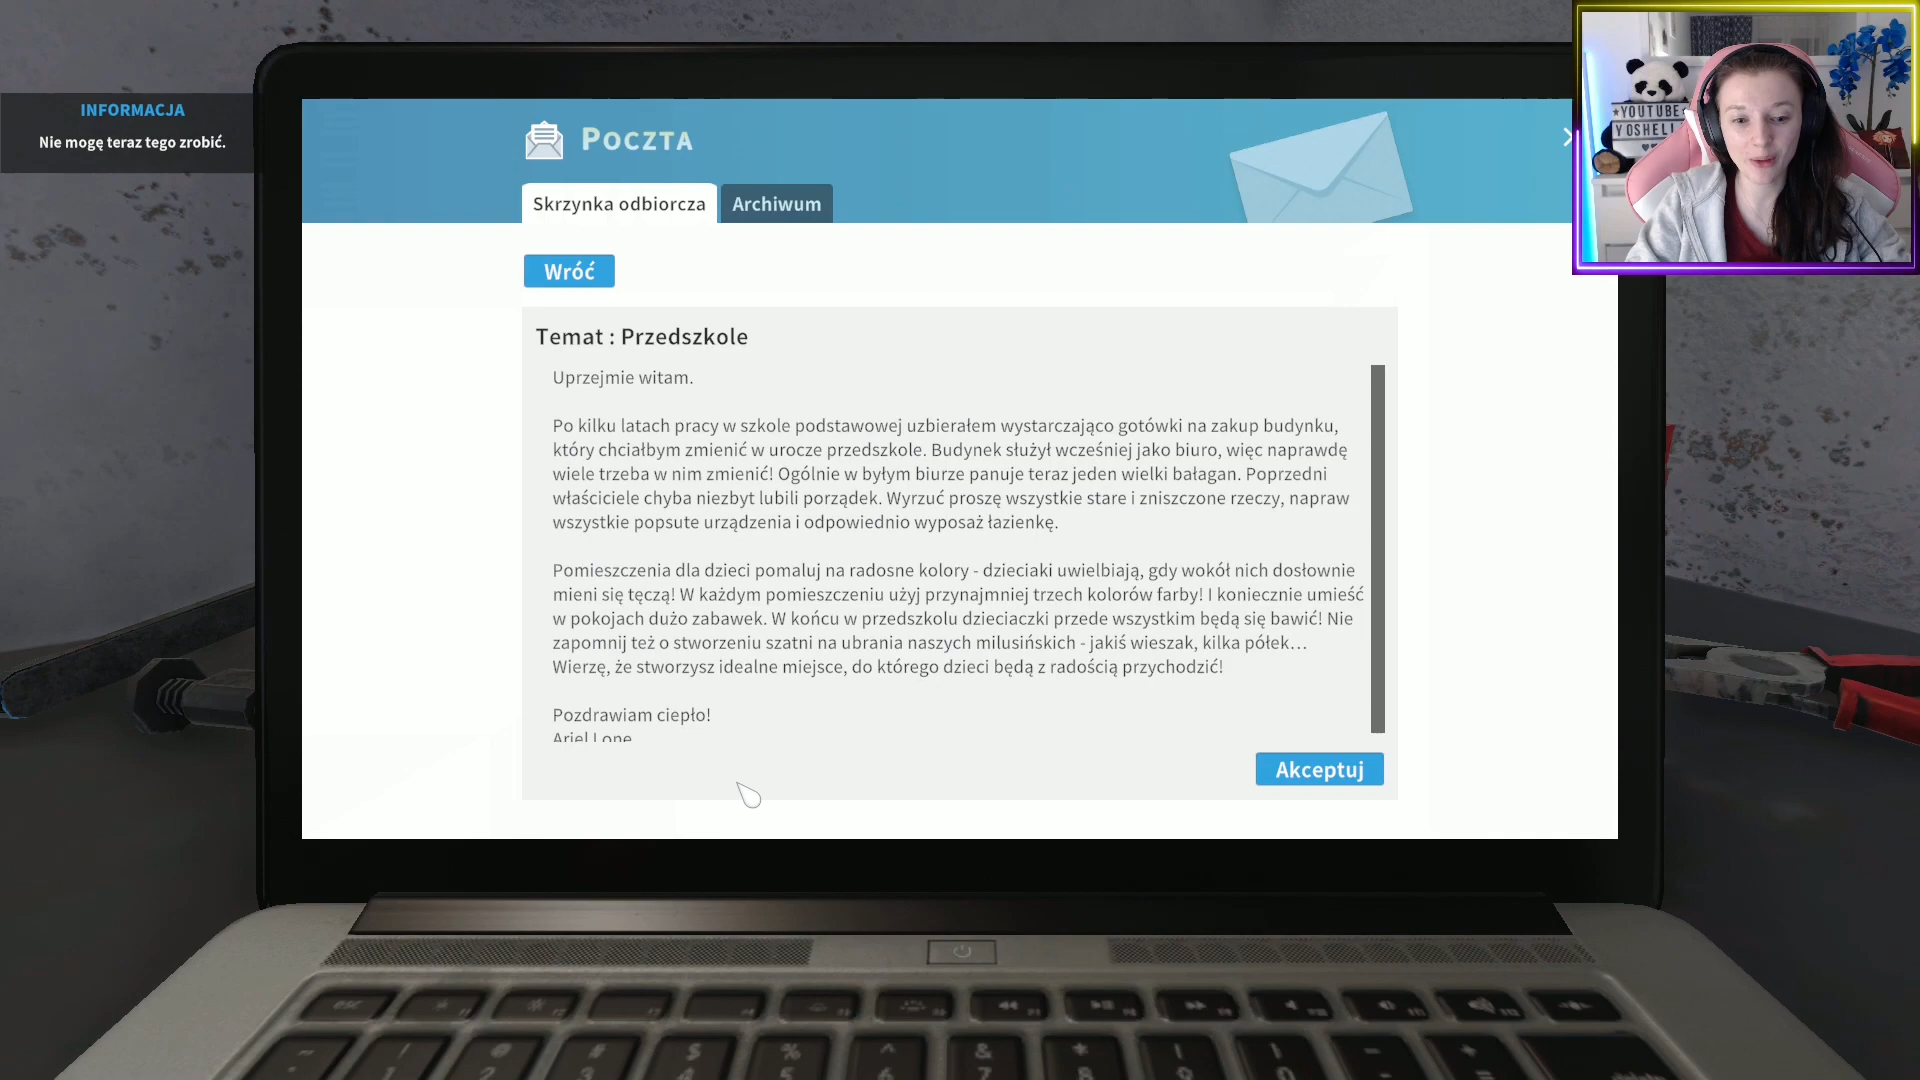 INFORMACJA
Nie mogę teraz tego zrobić.
POCZTA
Skrzynka odbiorcza
Archiwum
Wróć
Temat : Przedszkole
Uprzejmie witam.
Po kilku latach pracy w szkole podstawowej uzbierałem wystarczająco gotówki na zakup budynku,
który chciałbym zmienić w urocze przedszkole. Budynek służył wcześniej jako biuro, więc naprawdę
wiele trzeba w nim zmienić! Ogólnie w byłym biurze panuje teraz jeden wielki bałagan. Poprzedni
właściciele chyba niezbyt lubili porządek. Wyrzuć proszę wszystkie stare i zniszczone rzeczy, napraw
wszystkie popsute urządzenia i odpowiednio wyposaż łazienkę.
Pomieszczenia dla dzieci pomaluj na radosne kolory - dzieciaki uwielbiają, gdy wokół nich dosłownie
mieni się tęczą! W każdym pomieszczeniu użyj przynajmniej trzech kolorów farby! I koniecznie umieść
w pokojach dużo zabawek. W końcu w przedszkolu dzieciaczki przede wszystkim będą się bawić! Nie
zapomnij też o stworzeniu szatni na ubrania naszych milusińskich - jakiś wieszak, kilka półek...
Wierzę, że stworzysz idealne miejsce, do którego dzieci będą z radością przychodzić!
Pozdrawiam ciepło!
Ariel Lone
Akceptuj
YOUTUBE
YOSHELL
esc